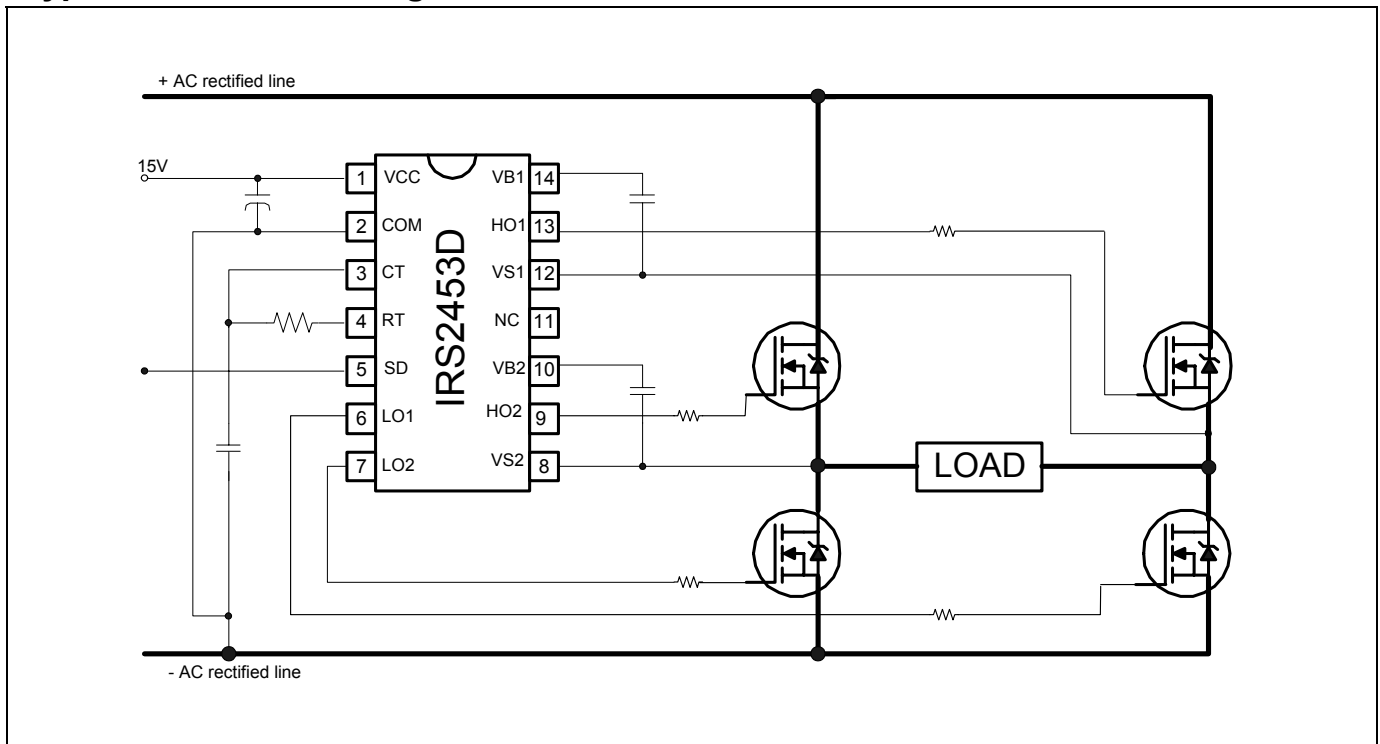 + AC rectified line
15V
1 VCC VB1 14
2 COM HO1 13
3 CT VS1 12
4 RT NC 11
5 SD VB2 10
6 LO1 HO2 9
7 LO2 VS2 8
IRS2453D
LOAD
- AC rectified line